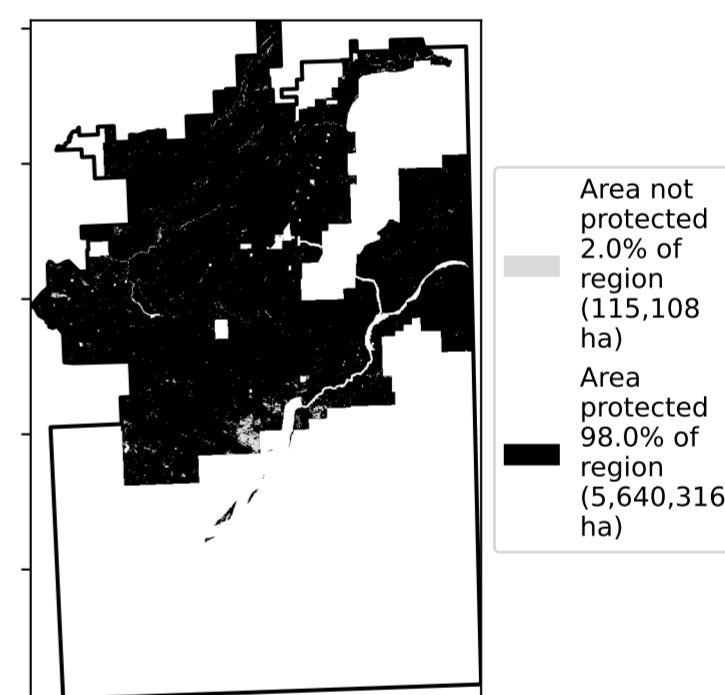 Area not
protected
2.0% of
region
(115,108
ha)
Area
protected
98.0% of
region
(5,640,316
ha)